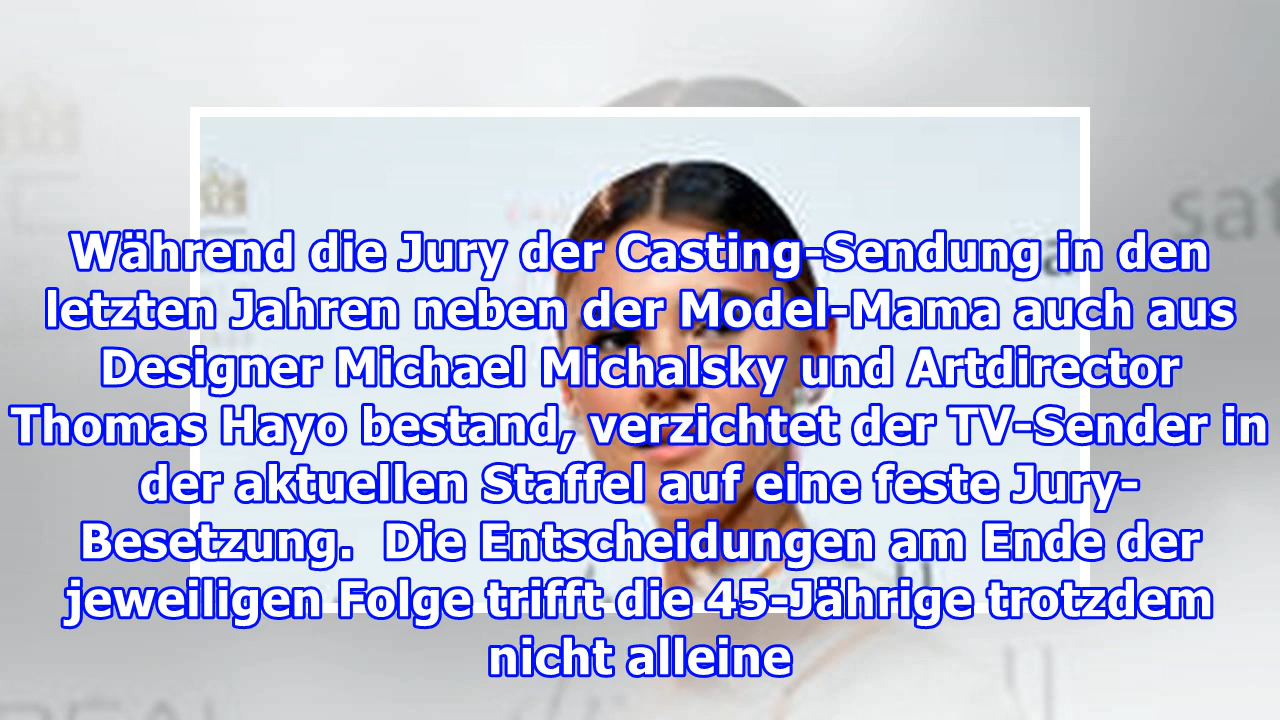 sat
Während die Jury der Casting-Sendung in den
letzten Jahren neben der Model-Mama auch aus
Designer Michael Michalsky und Artdirector
Thomas Hayo bestand, verzichtet der TV-Sender in
der aktuellen Staffel auf eine feste Jury-
Besetzung.  Die Entscheidungen am Ende der
jeweiligen Folge trifft die 45-Jährige trotzdem
nicht alleine